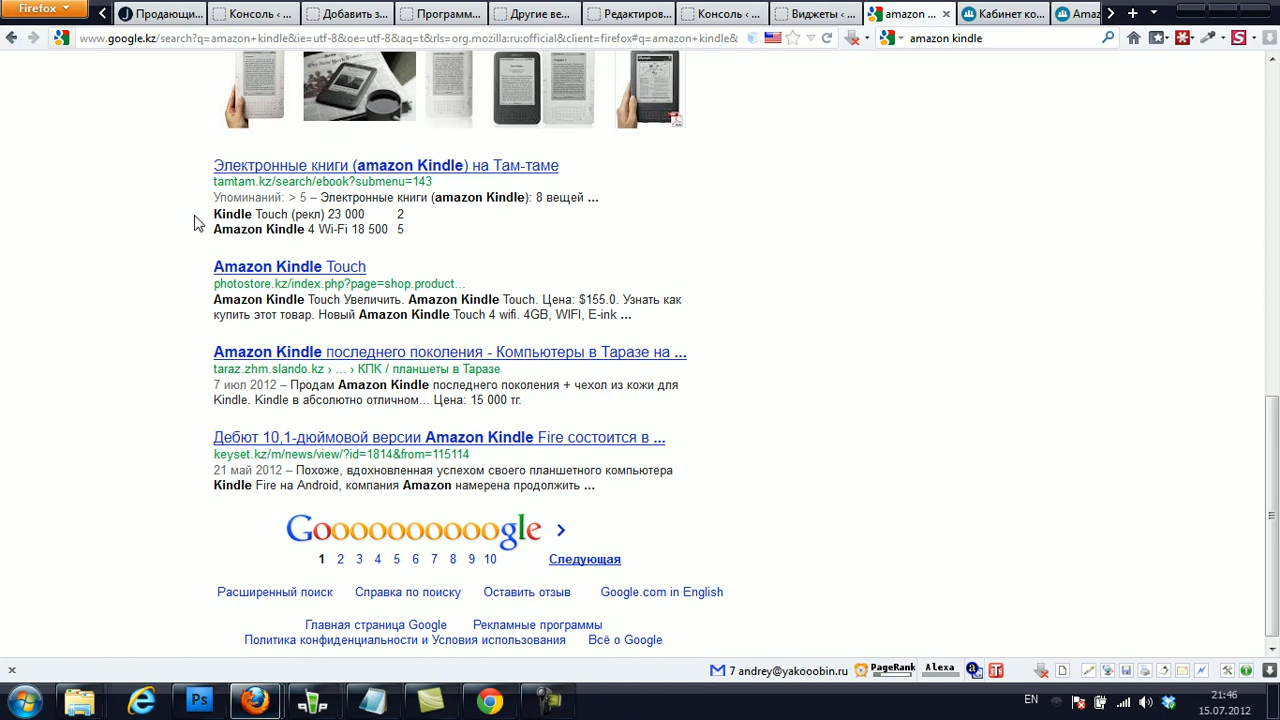 Firefox
Продающи...
Консоль ‹ ...
Добавить з...
Программ...
Другие ве...
Редактиров...
Консоль ‹ ...
Виджеты ‹ ...
amazon ...
Кабинет ко...
Amaz
www.google.kz/search?q=amazon+kindle&ie=utf-8&oe=utf-8&aq=t&rls=org.mozilla:ru:official&client=firefox#q=amazon+kindle&
amazon kindle
Электронные книги (amazon Kindle) на Там-таме
tamtam.kz/search/ebook?submenu=143
Упоминаний: > 5 – Электронные книги (amazon Kindle): 8 вещей ...
Kindle Touch (рекл) 23 000 2
Amazon Kindle 4 Wi-Fi 18 500 5
Amazon Kindle Touch
photostore.kz/index.php?page=shop.product...
Amazon Kindle Touch Увеличить. Amazon Kindle Touch. Цена: $155.0. Узнать как
купить этот товар. Новый Amazon Kindle Touch 4 wifi. 4GB, WIFI, E-ink ...
Amazon Kindle последнего поколения - Компьютеры в Таразе на ...
taraz.zhm.slando.kz › ... › КПК / планшеты в Таразе
7 июл 2012 – Продам Amazon Kindle последнего поколения + чехол из кожи для
Kindle. Kindle в абсолютно отличном... Цена: 15 000 тг.
Дебют 10,1-дюймовой версии Amazon Kindle Fire состоится в ...
keyset.kz/m/news/view/?id=1814&from=115114
21 май 2012 – Похоже, вдохновленная успехом своего планшетного компьютера
Kindle Fire на Android, компания Amazon намерена продолжить ...
Goooooooooogle
1 2 3 4 5 6 7 8 9 10 Следующая
Расширенный поиск Справка по поиску Оставить отзыв Google.com in English
Главная страница Google Рекламные программы
Политика конфиденциальности и Условия использования Всё о Google
7 andrey@yakooobin.ru
PageRank
Alexa
Ps
EN
21:46
15.07.2012